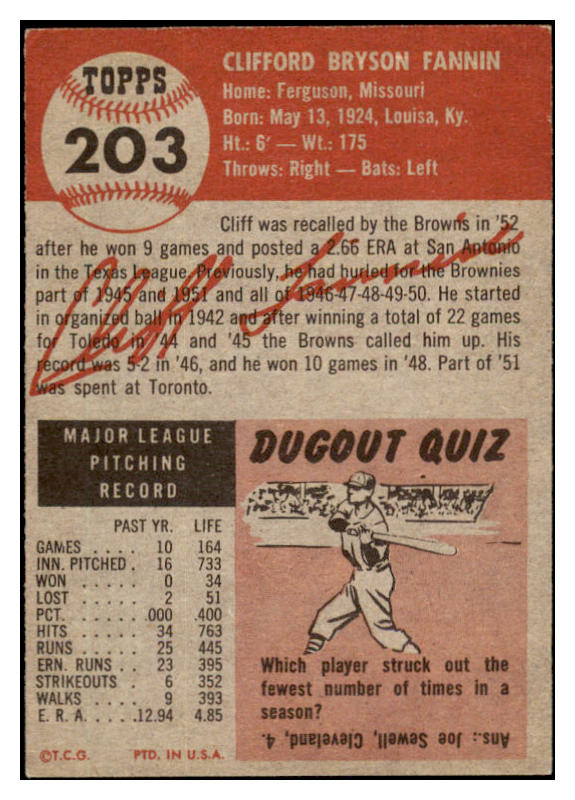 TOPPS
203
CLIFFORD BRYSON FANNIN
Home: Ferguson, Missouri
Born: May 13, 1924, Louisa, Ky.
Ht.: 6' — Wt.: 175
Throws: Right — Bats: Left
Cliff was recalled by the Browns in '52
after he won 9 games and posted a 2.66 ERA at San Antonio
in the Texas League. Previously, he had hurled for the Brownies
part of 1945 and 1951 and all of 1946-47-48-49-50. He started
in organized ball in 1942 and after winning a total of 22 games
for Toledo in '44 and '45 the Browns called him up. His
record was 5-2 in '46, and he won 10 games in '48. Part of '51
was spent at Toronto.
Cliff Fannin
MAJOR LEAGUE
PITCHING
RECORD
PAST YR. LIFE
GAMES . . . . 10 164
INN. PITCHED . 16 733
WON . . . . . 0 34
LOST . . . . . 2 51
PCT. . . . . . .000 .400
HITS . . . . 34 763
RUNS . . . . 25 445
ERN. RUNS . . 23 395
STRIKEOUTS . 6 352
WALKS . . . . 9 393
E. R. A. . . . .12.94 4.85
©T.C.G. PTD. IN U.S.A.
DUGOUT QUIZ
Which player struck out the
fewest number of times in a
season?
Ans.: Joe Sewell, Cleveland, 4.